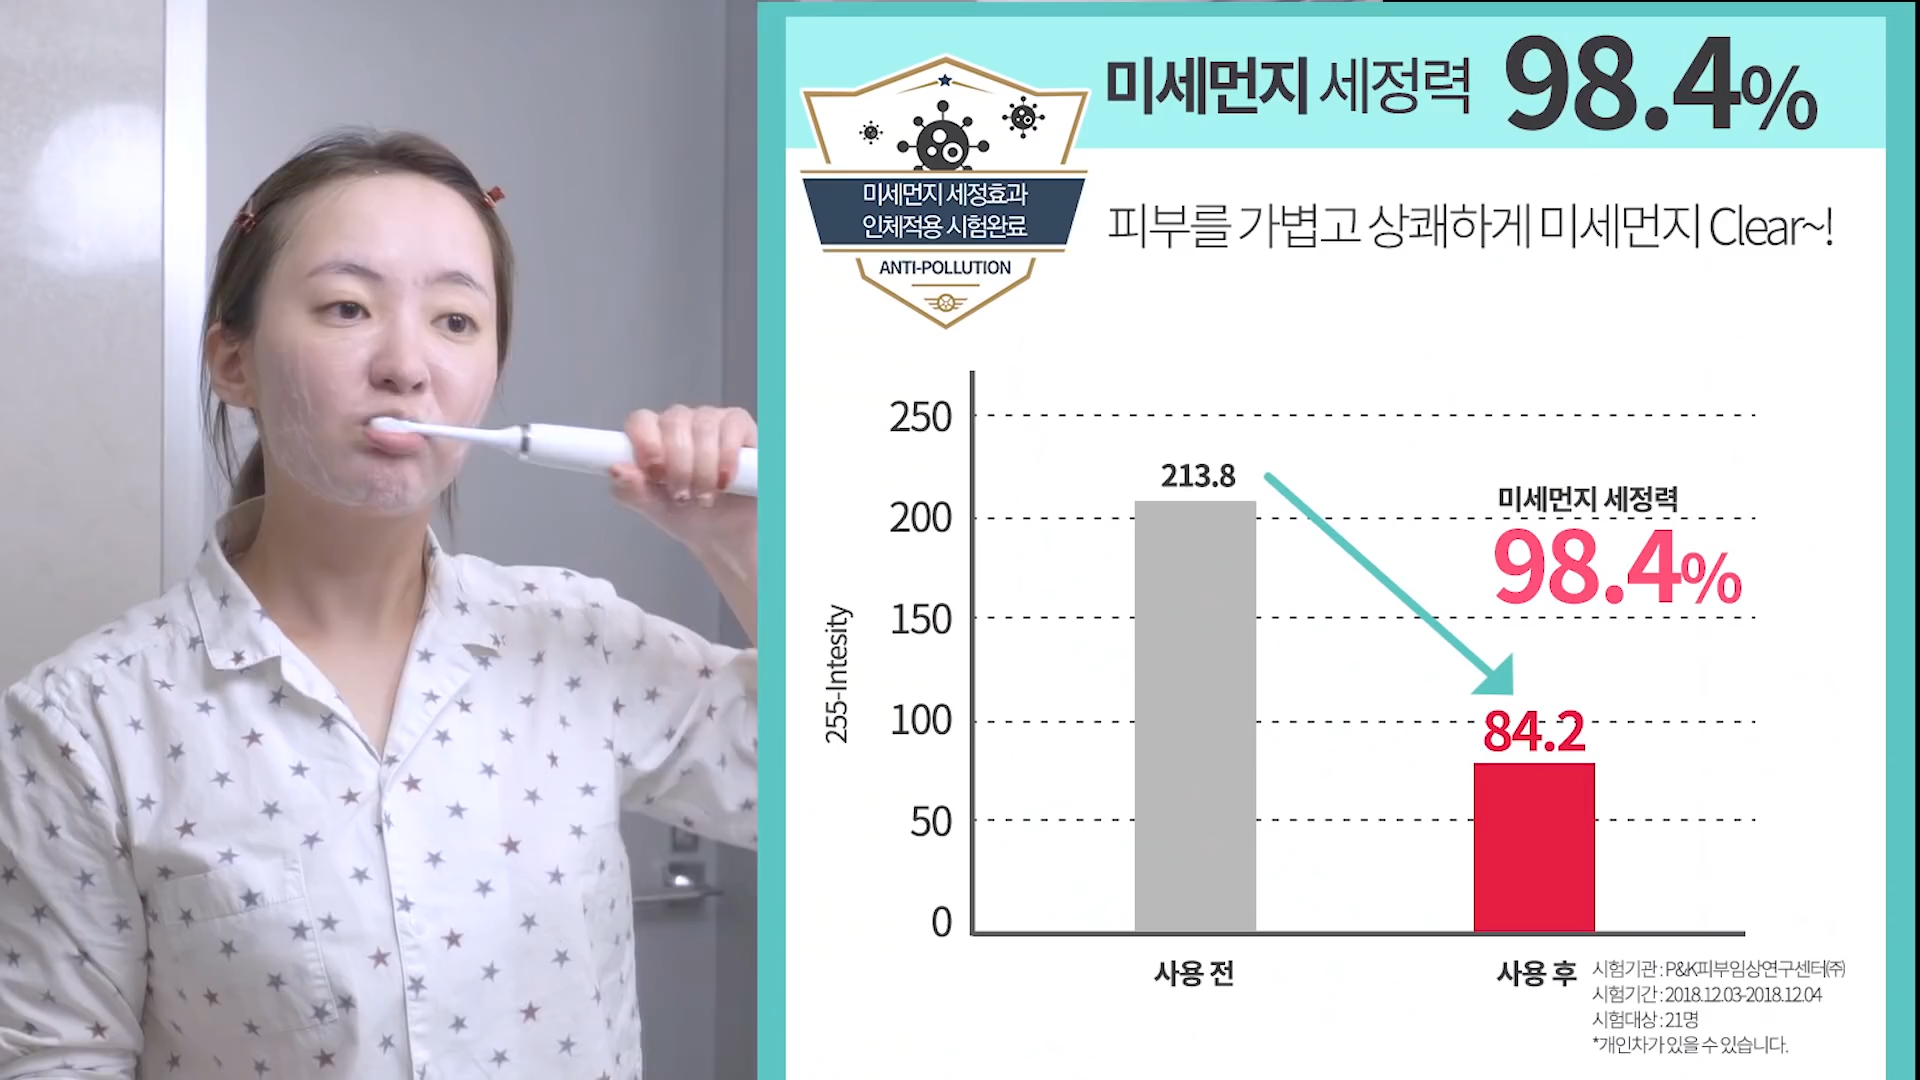 미세먼지 세정력 98.4%
미세먼지 세정효과
인체적용 시험완료
ANTI-POLLUTION
피부를 가볍고 상쾌하게 미세먼지 Clear~!
255-Intesity
250
200
150
100
50
0
213.8
미세먼지 세정력
98.4%
84.2
사용 전
사용 후
시험기관 : P&K피부임상연구센터㈜
시험기간 : 2018.12.03-2018.12.04
시험대상 : 21명
*개인차가 있을 수 있습니다.